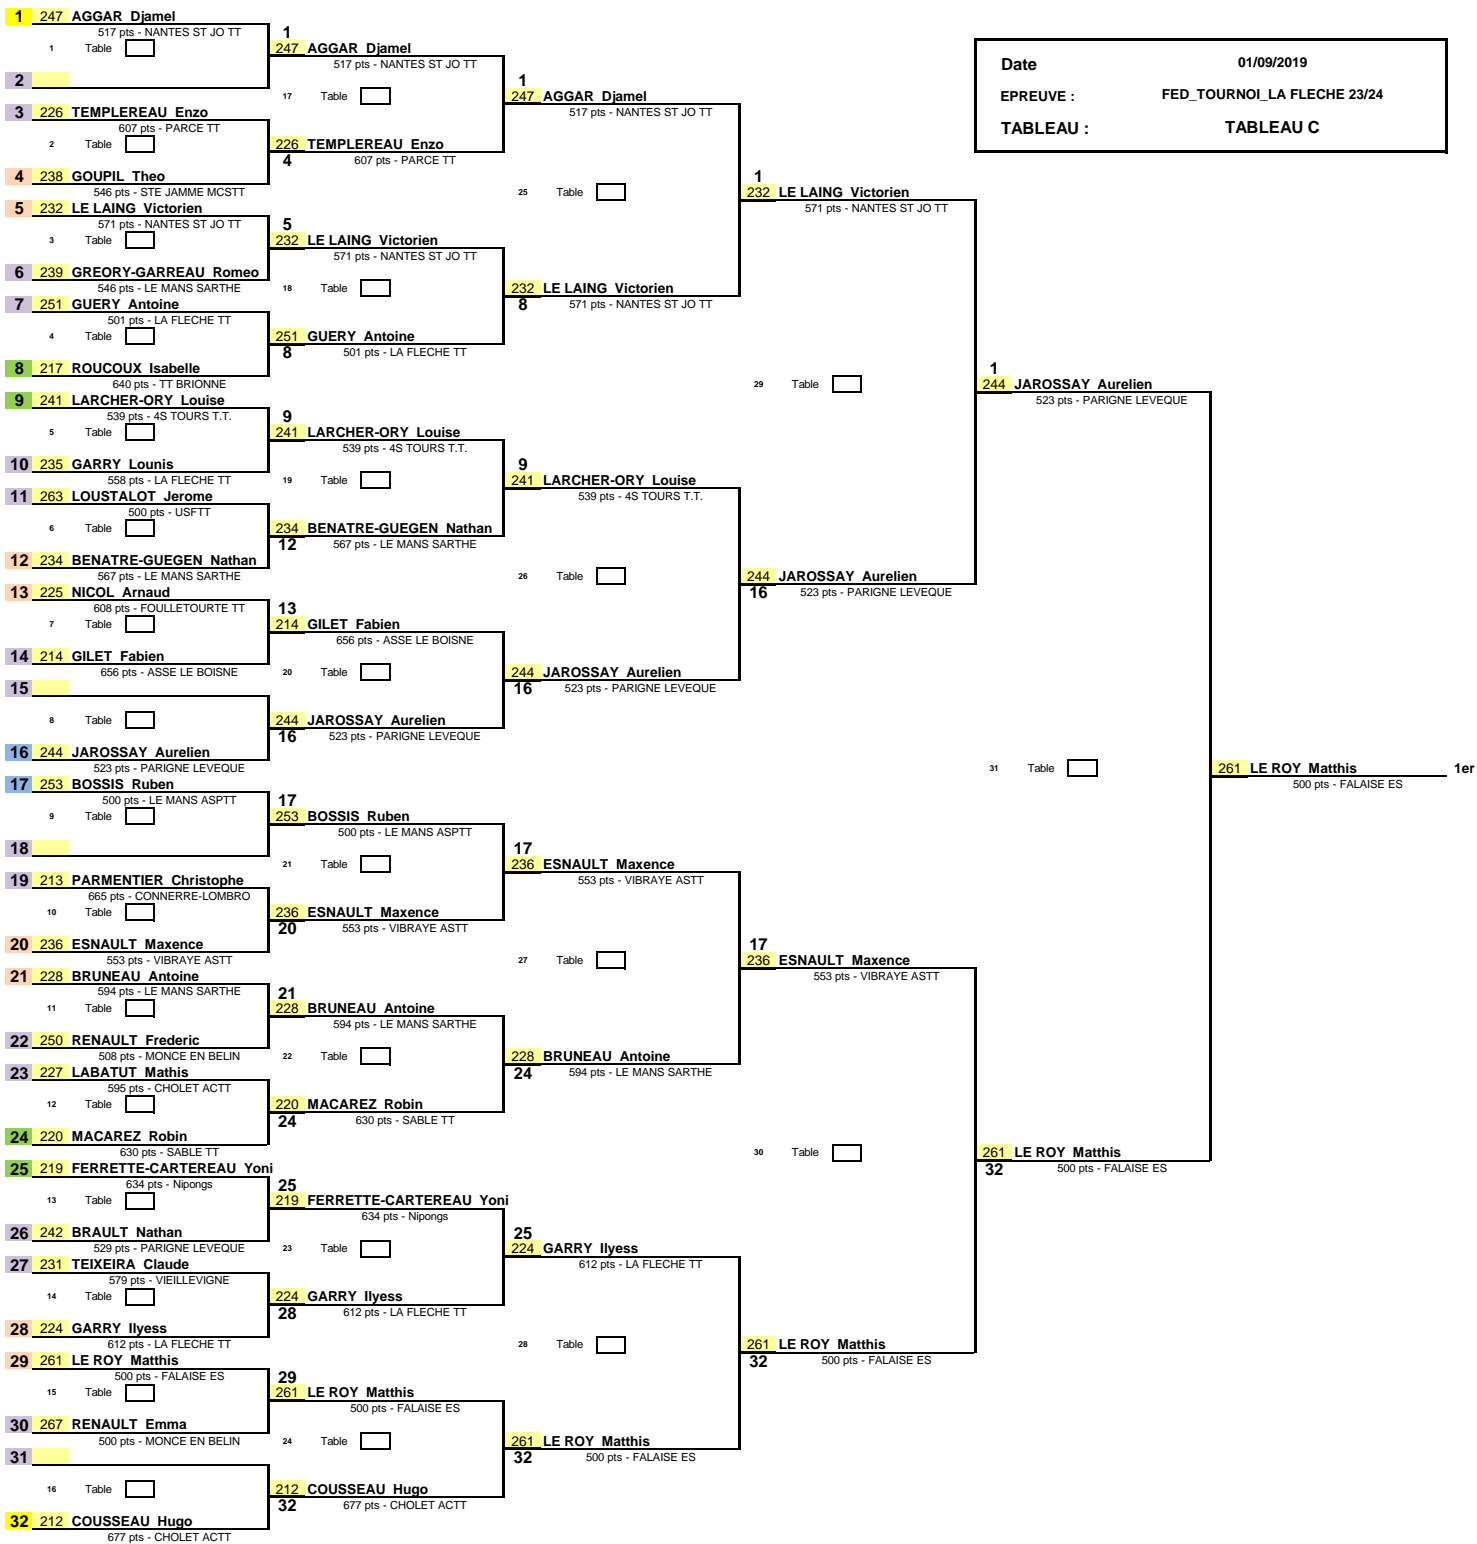 1 247 AGGAR Djamel
517 pts - NANTES ST JO TT
1 Table
2
3 226 TEMPLEREAU Enzo
607 pts - PARCE TT
2 Table
4 238 GOUPIL Theo
546 pts - STE JAMME MCSTT
5 232 LE LAING Victorien
571 pts - NANTES ST JO TT
3 Table
6 239 GREORY-GARREAU Romeo
546 pts - LE MANS SARTHE
7 251 GUERY Antoine
501 pts - LA FLECHE TT
4 Table
8 217 ROUCOUX Isabelle
640 pts - TT BRIONNE
9 241 LARCHER-ORY Louise
539 pts - 4S TOURS T.T.
5 Table
10 235 GARRY Lounis
558 pts - LA FLECHE TT
11 263 LOUSTALOT Jerome
500 pts - USFTT
6 Table
12 234 BENATRE-GUEGEN Nathan
567 pts - LE MANS SARTHE
13 225 NICOL Arnaud
608 pts - FOULLETOURTE TT
7 Table
14 214 GILET Fabien
656 pts - ASSE LE BOISNE
15
8 Table
16 244 JAROSSAY Aurelien
523 pts - PARIGNE LEVEQUE
17 253 BOSSIS Ruben
500 pts - LE MANS ASPTT
9 Table
18
19 213 PARMENTIER Christophe
665 pts - CONNERRE-LOMBRO
10 Table
20 236 ESNAULT Maxence
553 pts - VIBRAYE ASTT
21 228 BRUNEAU Antoine
594 pts - LE MANS SARTHE
11 Table
22 250 RENAULT Frederic
508 pts - MONCE EN BELIN
23 227 LABATUT Mathis
595 pts - CHOLET ACTT
12 Table
24 220 MACAREZ Robin
630 pts - SABLE TT
25 219 FERRETTE-CARTEREAU Yoni
634 pts - Nipongs
13 Table
26 242 BRAULT Nathan
529 pts - PARIGNE LEVEQUE
27 231 TEIXEIRA Claude
579 pts - VIEILLEVIGNE
14 Table
28 224 GARRY Ilyess
612 pts - LA FLECHE TT
29 261 LE ROY Matthis
500 pts - FALAISE ES
15 Table
30 267 RENAULT Emma
500 pts - MONCE EN BELIN
31
16 Table
32 212 COUSSEAU Hugo
677 pts - CHOLET ACTT
1
247 AGGAR Djamel
517 pts - NANTES ST JO TT
17 Table
226 TEMPLEREAU Enzo
4 607 pts - PARCE TT
5
232 LE LAING Victorien
571 pts - NANTES ST JO TT
18 Table
251 GUERY Antoine
8 501 pts - LA FLECHE TT
9
241 LARCHER-ORY Louise
539 pts - 4S TOURS T.T.
19 Table
234 BENATRE-GUEGEN Nathan
12 567 pts - LE MANS SARTHE
13
214 GILET Fabien
656 pts - ASSE LE BOISNE
20 Table
244 JAROSSAY Aurelien
16 523 pts - PARIGNE LEVEQUE
17
253 BOSSIS Ruben
500 pts - LE MANS ASPTT
21 Table
236 ESNAULT Maxence
20 553 pts - VIBRAYE ASTT
21
228 BRUNEAU Antoine
594 pts - LE MANS SARTHE
22 Table
220 MACAREZ Robin
24 630 pts - SABLE TT
25
219 FERRETTE-CARTEREAU Yoni
634 pts - Nipongs
23 Table
224 GARRY Ilyess
28 612 pts - LA FLECHE TT
29
261 LE ROY Matthis
500 pts - FALAISE ES
24 Table
212 COUSSEAU Hugo
32 677 pts - CHOLET ACTT
1
247 AGGAR Djamel
517 pts - NANTES ST JO TT
25 Table
232 LE LAING Victorien
8 571 pts - NANTES ST JO TT
9
241 LARCHER-ORY Louise
539 pts - 4S TOURS T.T.
26 Table
244 JAROSSAY Aurelien
16 523 pts - PARIGNE LEVEQUE
17
236 ESNAULT Maxence
553 pts - VIBRAYE ASTT
27 Table
228 BRUNEAU Antoine
24 594 pts - LE MANS SARTHE
25
224 GARRY Ilyess
612 pts - LA FLECHE TT
28 Table
261 LE ROY Matthis
32 500 pts - FALAISE ES
1
232 LE LAING Victorien
571 pts - NANTES ST JO TT
29 Table
244 JAROSSAY Aurelien
16 523 pts - PARIGNE LEVEQUE
17
236 ESNAULT Maxence
553 pts - VIBRAYE ASTT
30 Table
261 LE ROY Matthis
32 500 pts - FALAISE ES
Date 01/09/2019
EPREUVE : FED_TOURNOI_LA FLECHE 23/24
TABLEAU : TABLEAU C
1
244 JAROSSAY Aurelien
523 pts - PARIGNE LEVEQUE
31 Table
261 LE ROY Matthis
32 500 pts - FALAISE ES
261 LE ROY Matthis 1er
500 pts - FALAISE ES